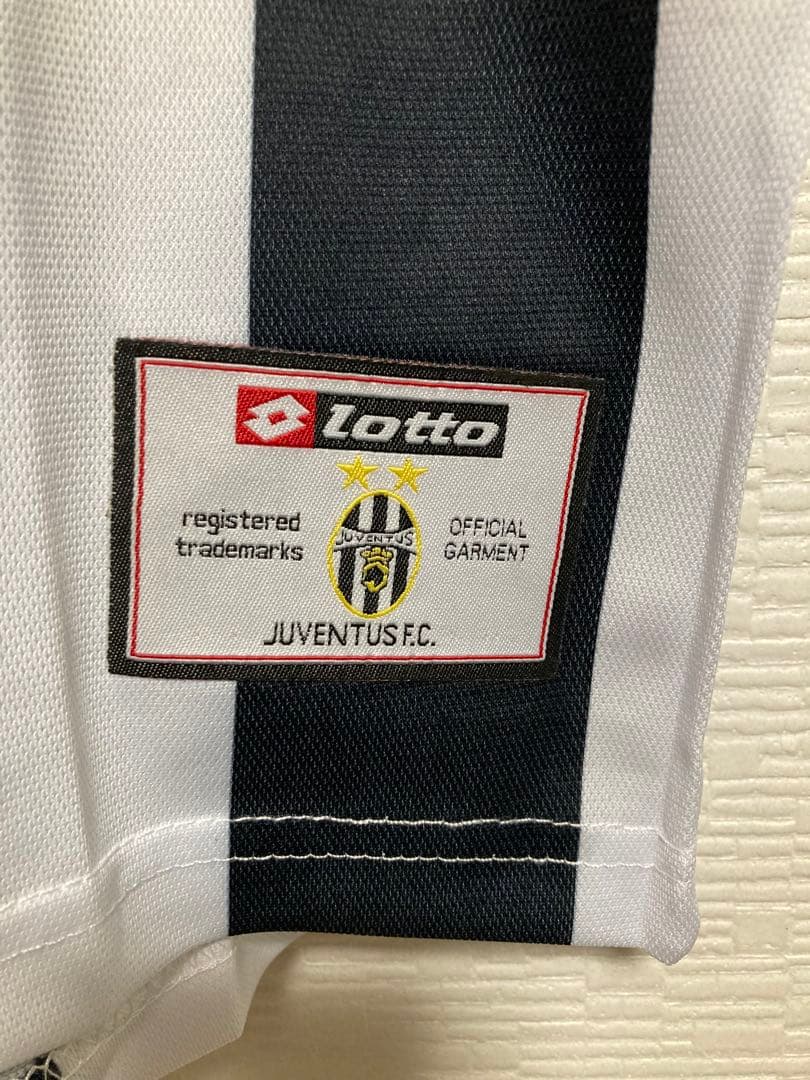 lotto
registered
trademarks
JUVENTUS
OFFICIAL
GARMENT
JUVENTUS F.C.